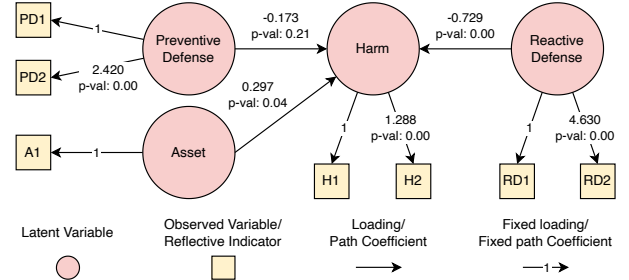 PD1
1
PD2
2.420
p-val: 0.00
Preventive
Defense
-0.173
p-val: 0.21
Harm
-0.729
p-val: 0.00
Reactive
Defense
0.297
p-val: 0.04
A1
1
Asset
1
1.288
p-val: 0.00
H1
H2
1
4.630
p-val: 0.00
RD1
RD2
Latent Variable
Observed Variable/
Reflective Indicator
Loading/
Path Coefficient
Fixed loading/
Fixed path Coefficient
1